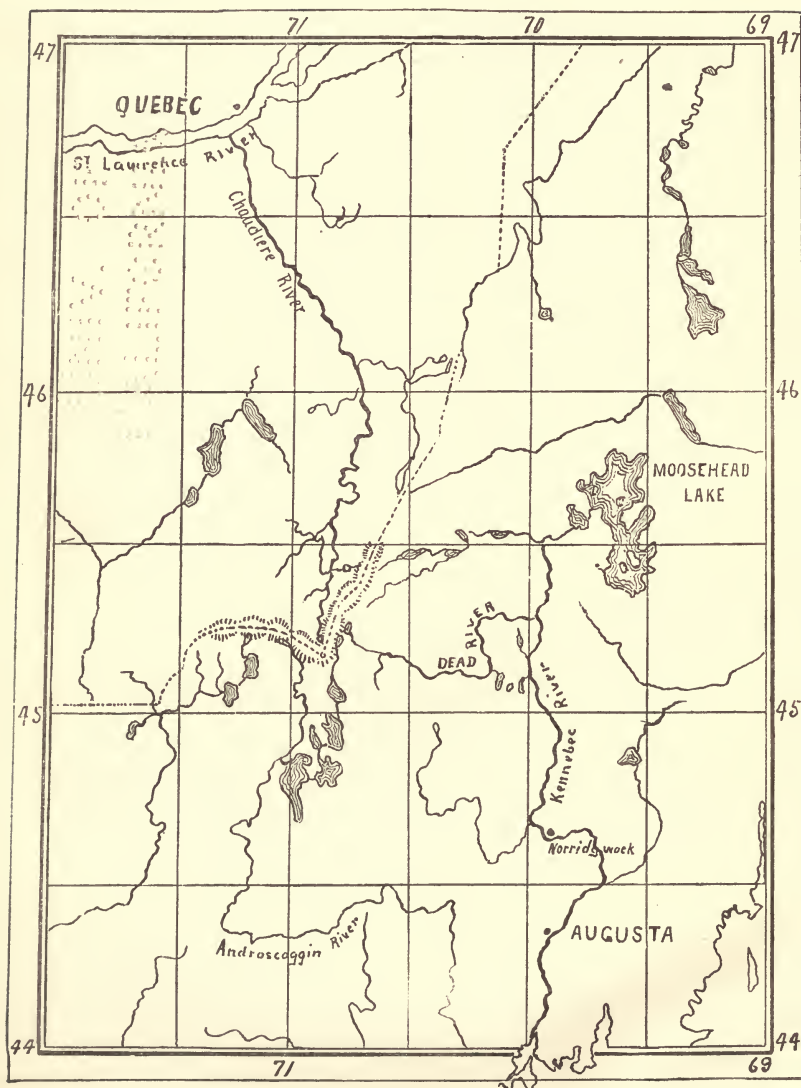 71 70 69
47 47
QUEBEC
ST. Lawrence RIVER
Chaudiere River
46 46
MOOSEHEAD
LAKE
DEAD RIVER
45 45
Kennebec River
Norridgwock
Androscoggin River
AUGUSTA
44 44
71 69